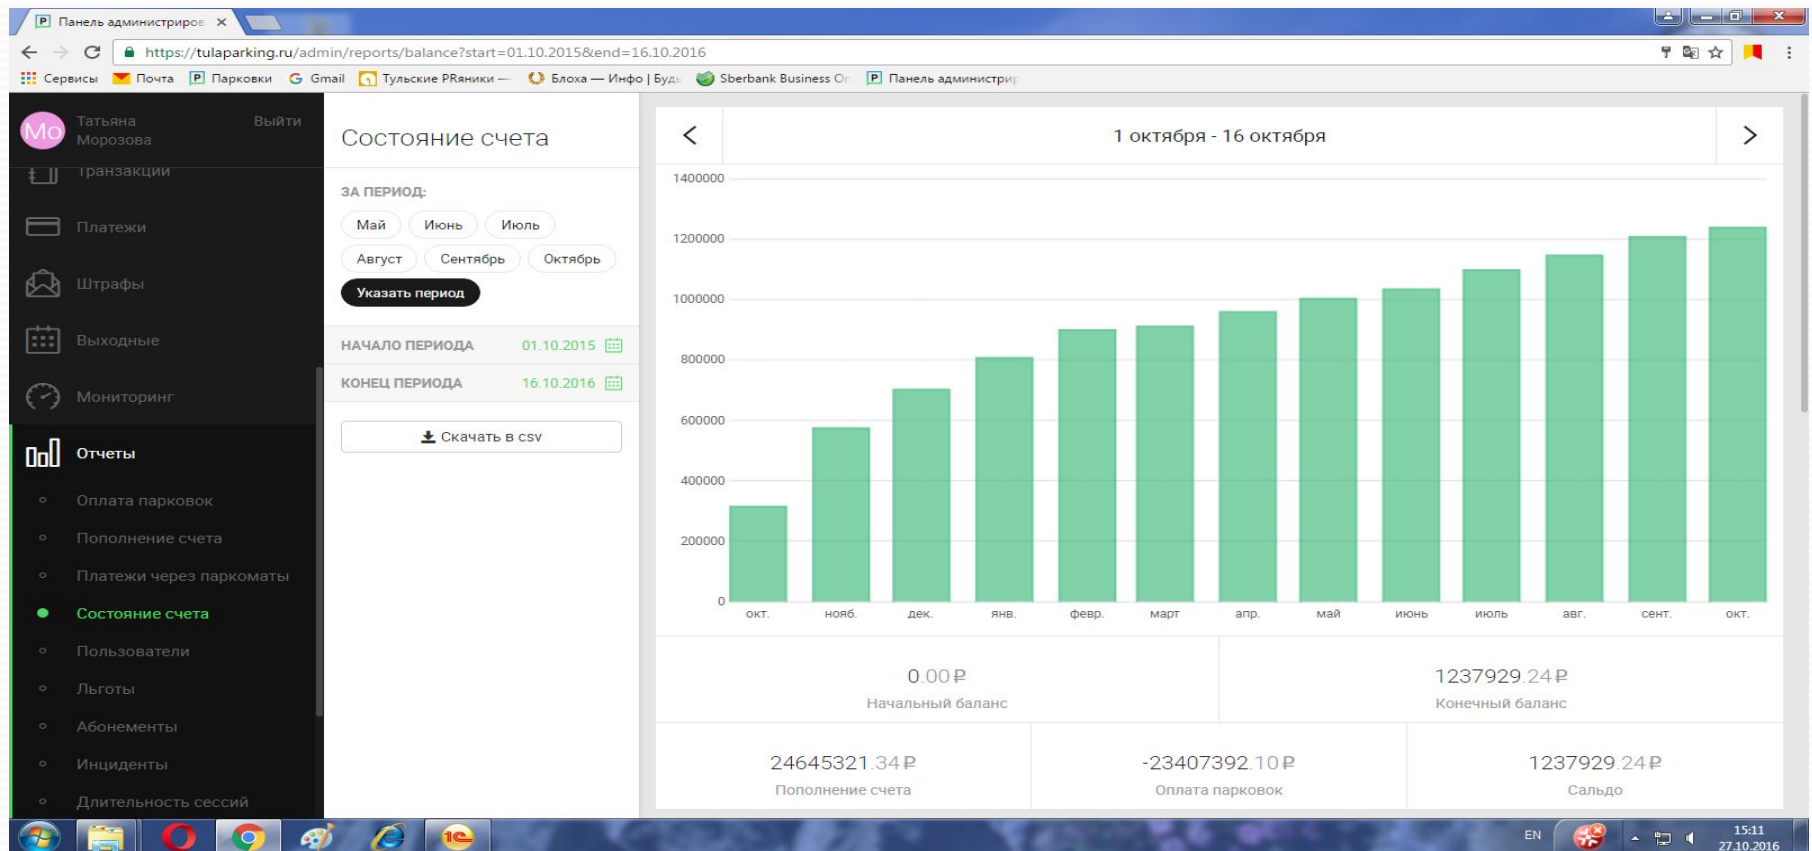 Панель администриров
https://tulaparking.ru/admin/reports/balance?start=01.10.2015&end=16.10.2016
Сервисы Почта Парковки Gmail Тульские PRяники — Блоха — Инфо | Будь Sberbank Business On Панель администрир
Мо Татьяна Морозова Выйти
Транзакции
Платежи
Штрафы
Выходные
Мониторинг
Отчеты
Оплата парковок
Пополнение счета
Платежи через паркоматы
Состояние счета
Пользователи
Льготы
Абонементы
Инциденты
Длительность сессий
Состояние счета
ЗА ПЕРИОД:
Май Июнь Июль
Август Сентябрь Октябрь
Указать период
НАЧАЛО ПЕРИОДА 01.10.2015
КОНЕЦ ПЕРИОДА 16.10.2016
Скачать в csv
< 1 октября - 16 октября >
1400000
1200000
1000000
800000
600000
400000
200000
0
окт. нояб. дек. янв. февр. март апр. май июнь июль авг. сент. окт.
0.00 ₽ 1237929.24 ₽
Начальный баланс Конечный баланс
24645321.34 ₽ -23407392.10 ₽ 1237929.24 ₽
Пополнение счета Оплата парковок Сальдо
1С EN 15:11
27.10.2016